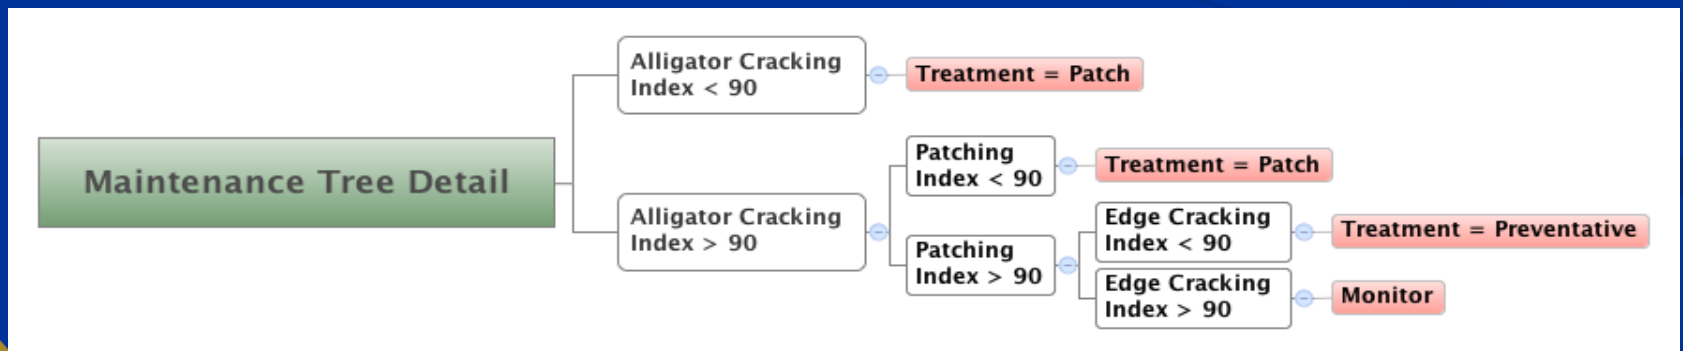 Maintenance Tree Detail
Alligator Cracking
Index < 90
Treatment = Patch
Alligator Cracking
Index > 90
Patching
Index < 90
Treatment = Patch
Patching
Index > 90
Edge Cracking
Index < 90
Treatment = Preventative
Edge Cracking
Index > 90
Monitor